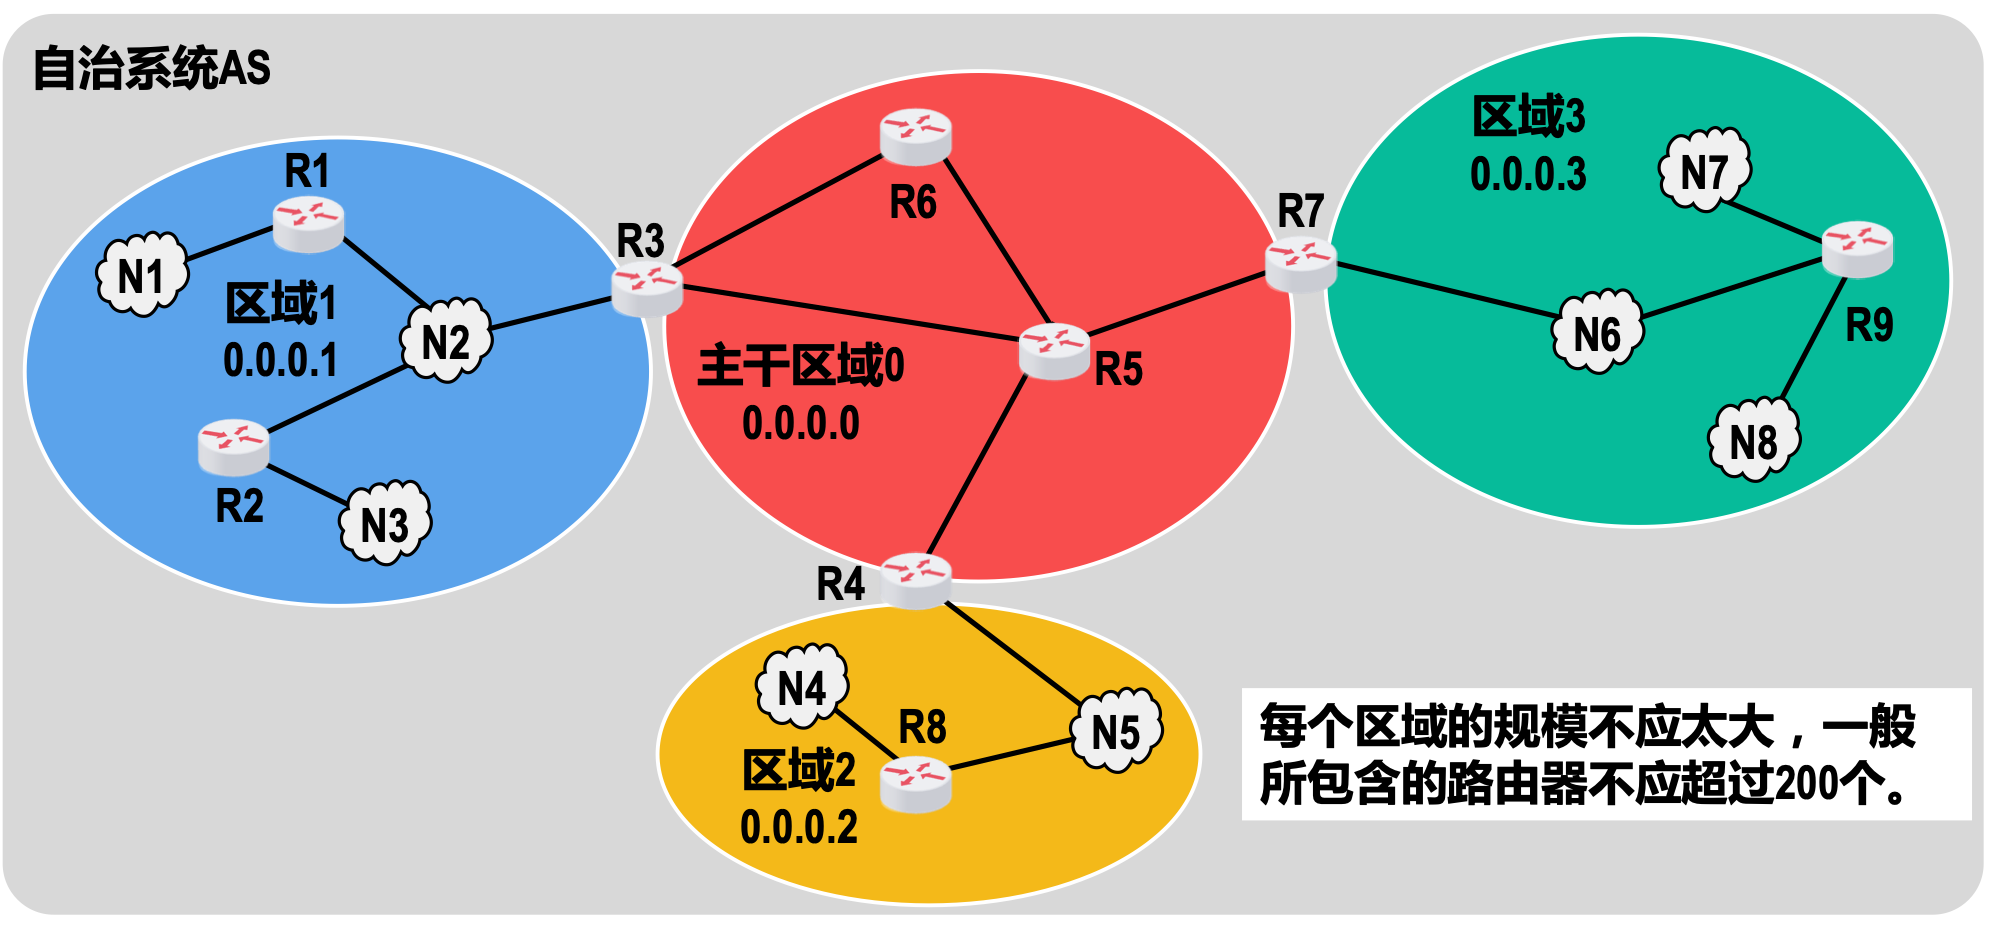 自治系统AS
R1
N1
区域1
0.0.0.1
N2
R2
N3
R3
R6
主干区域0
0.0.0.0
R5
R4
R7
区域3
0.0.0.3
N7
R9
N6
N8
N4
R8
N5
区域2
0.0.0.2
每个区域的规模不应太大，一般
所包含的路由器不应超过200个。